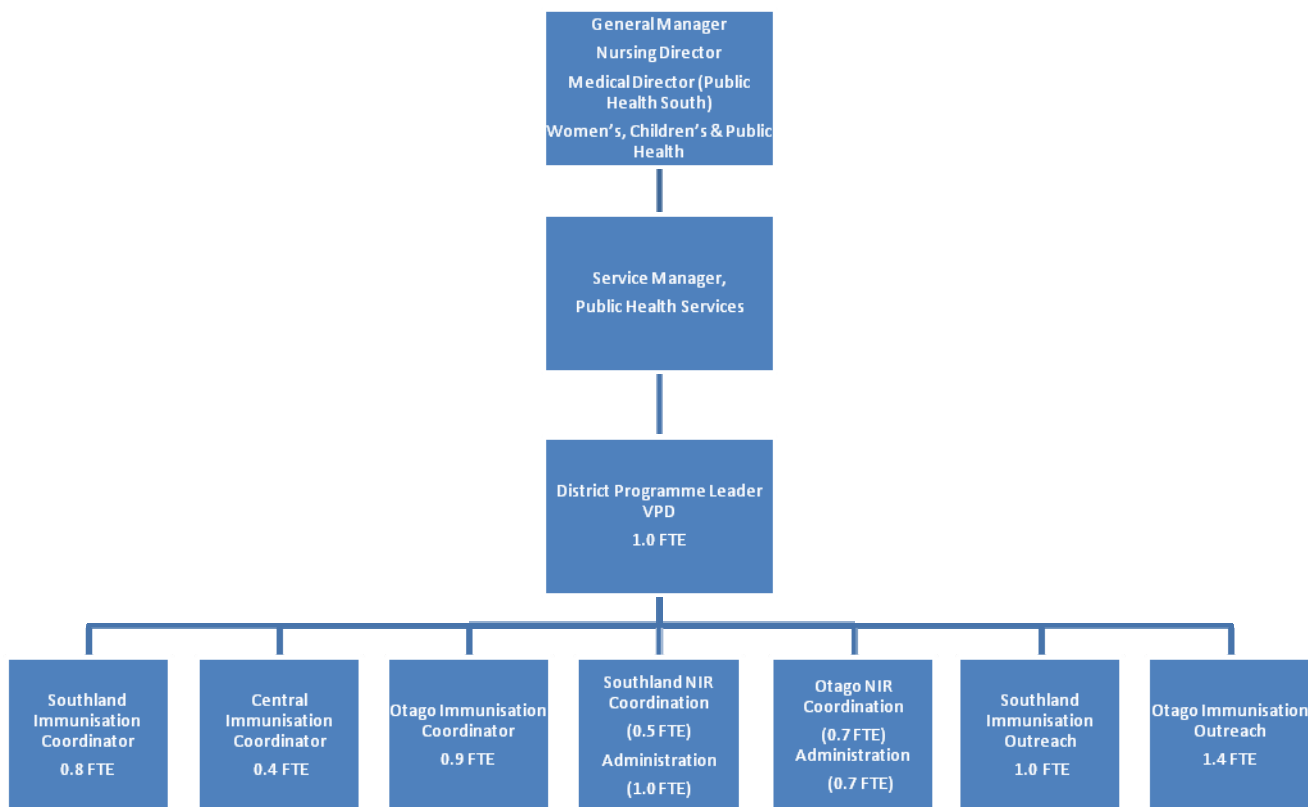 General Manager
Nursing Director
Medical Director (Public
Health South)
Women's, Children's & Public
Health
Service Manager,
Public Health Services
District Programme Leader
VPD
1.0 FTE
Southland
Immunisation
Coordinator
0.8 FTE
Central
Immunisation
Coordinator
0.4 FTE
Otago Immunisation
Coordinator
0.9 FTE
Southland NIR
Coordination
(0.5 FTE)
Administration
(1.0 FTE)
Otago NIR
Coordination
(0.7 FTE)
Administration
(0.7 FTE)
Southland
Immunisation
Outreach
1.0 FTE
Otago Immunisation
Outreach
1.4 FTE